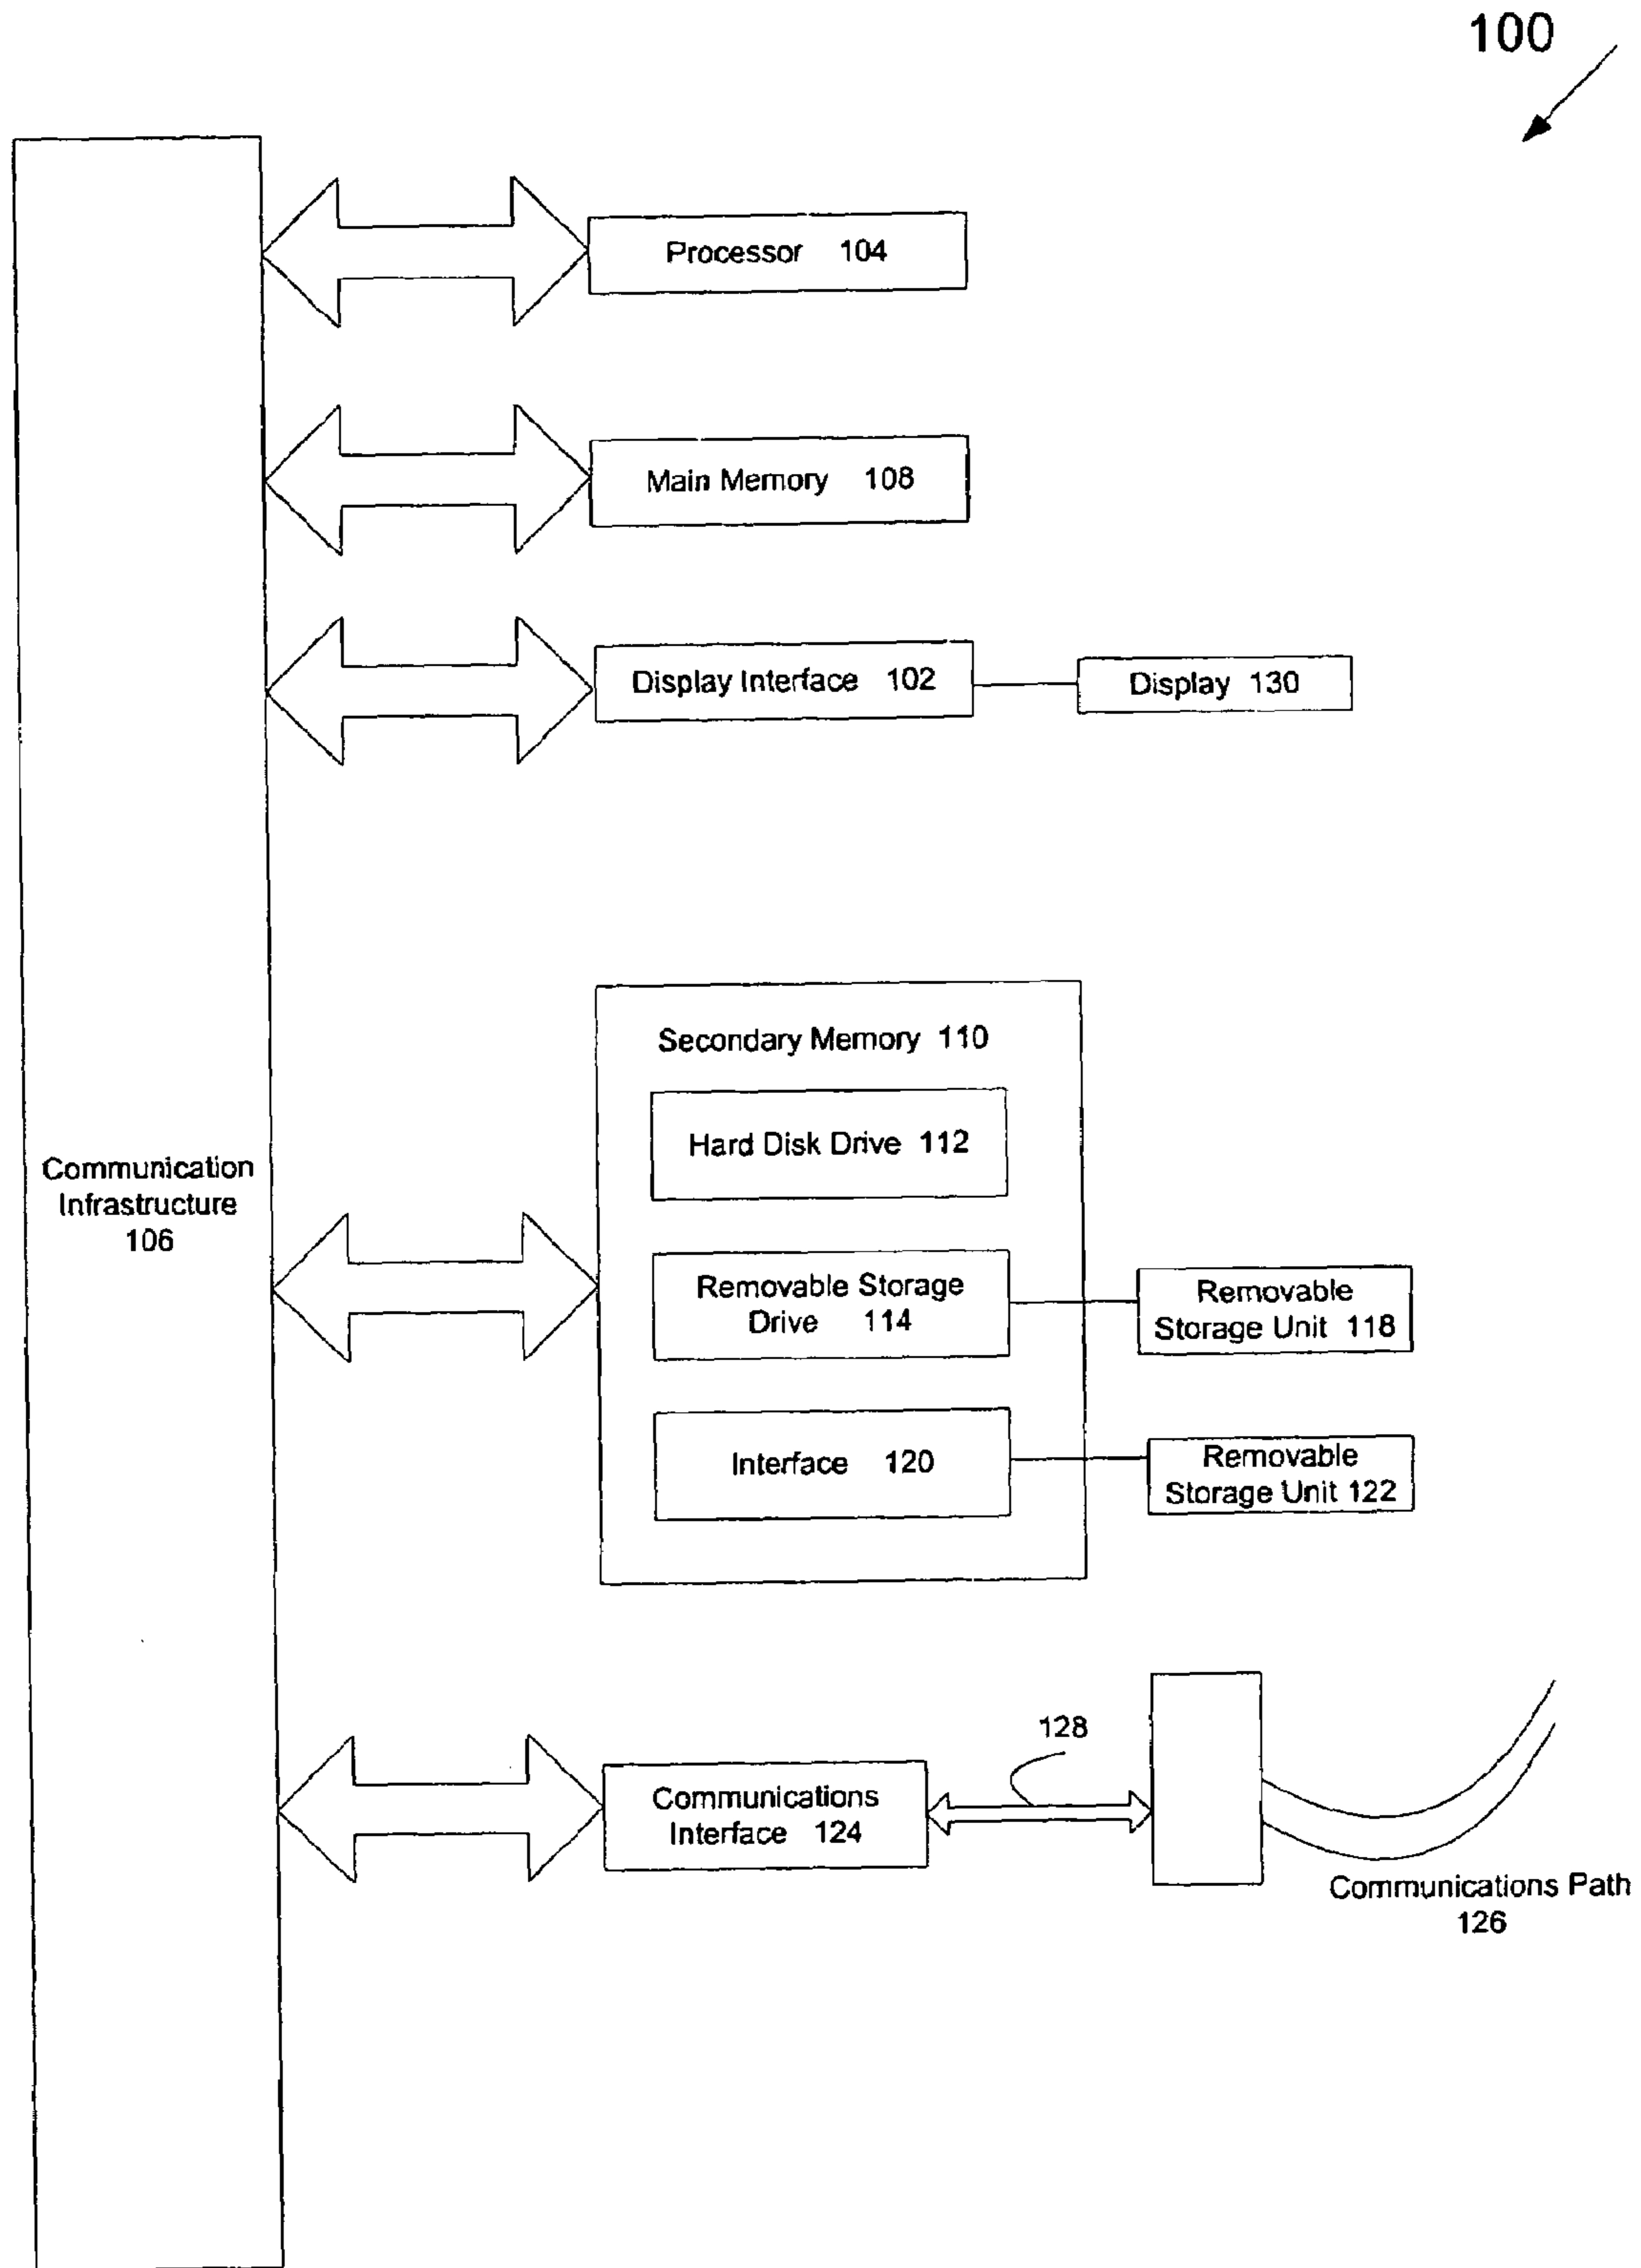 100
Processor 104
Main Memory 108
Display Interface 102
Display 130
Secondary Memory 110
Hard Disk Drive 112
Communication
Infrastructure
106
Removable Storage
Drive 114
Removable
Storage Unit 118
Interface 120
Removable
Storage Unit 122
128
Communications
Interface 124
Communications Path
126